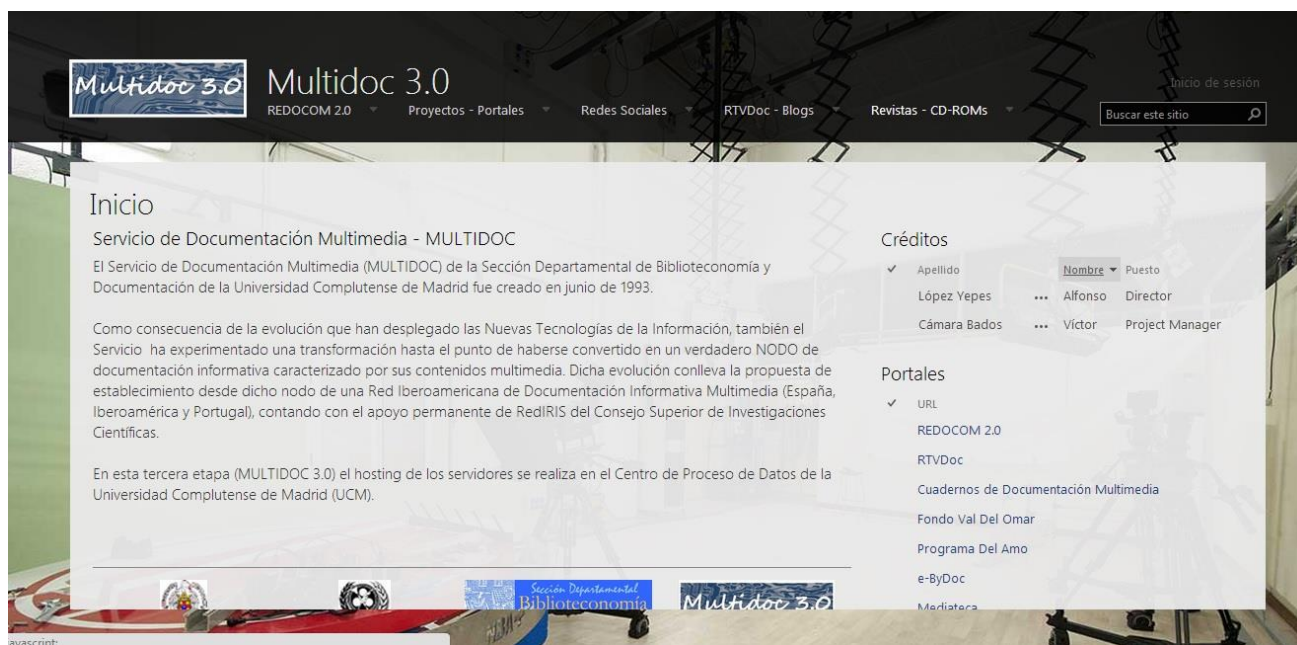 Multidoc 3.0
Multidoc 3.0
Inicio de sesión
REDOCOM 2.0 Proyectos - Portales Redes Sociales RTVDoc - Blogs Revistas - CD-ROMs
Buscar este sitio
Inicio
Servicio de Documentación Multimedia - MULTIDOC
El Servicio de Documentación Multimedia (MULTIDOC) de la Sección Departamental de Biblioteconomía y
Documentación de la Universidad Complutense de Madrid fue creado en junio de 1993.
Como consecuencia de la evolución que han desplegado las Nuevas Tecnologías de la Información, también el
Servicio ha experimentado una transformación hasta el punto de haberse convertido en un verdadero NODO de
documentación informativa caracterizado por sus contenidos multimedia. Dicha evolución conlleva la propuesta de
establecimiento desde dicho nodo de una Red Iberoamericana de Documentación Informativa Multimedia (España,
Iberoamérica y Portugal), contando con el apoyo permanente de RedIRIS del Consejo Superior de Investigaciones
Científicas.
En esta tercera etapa (MULTIDOC 3.0) el hosting de los servidores se realiza en el Centro de Proceso de Datos de la
Universidad Complutense de Madrid (UCM).
Sección Departamental
Biblioteconomía
Multidoc 3.0
Créditos
Apellido Nombre Puesto
López Yepes ... Alfonso Director
Cámara Bados ... Víctor Project Manager
Portales
URL
REDOCOM 2.0
RTVDoc
Cuadernos de Documentación Multimedia
Fondo Val Del Omar
Programa Del Amo
e-ByDoc
Mediateca
avascript: